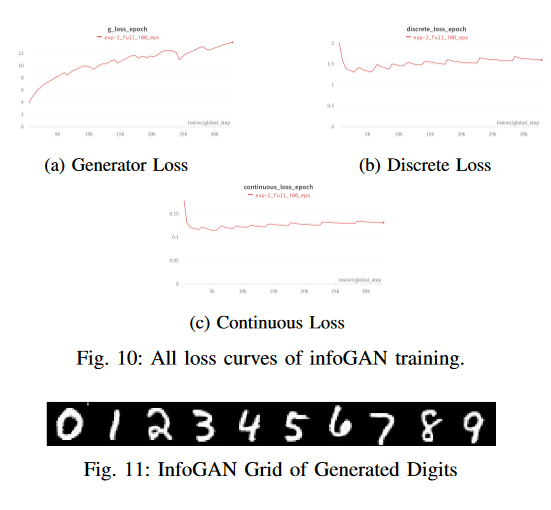 g_loss_epoch
exp-2_full_100_eps
12
10
8
6
4
2
0
trainer/global_step
5k 10k 15k 20k 25k 30k
(a) Generator Loss
discrete_loss_epoch
exp-2_full_100_eps
2
1.5
1
0.5
0
trainer/global_step
5k 10k 15k 20k 25k 30k
(b) Discrete Loss
continuous_loss_epoch
exp-2_full_100_eps
0.15
0.1
0.05
0
trainer/global_step
5k 10k 15k 20k 25k 30k
(c) Continuous Loss
Fig. 10: All loss curves of infoGAN training.
0 1 2 3 4 5 6 7 8 9
Fig. 11: InfoGAN Grid of Generated Digits